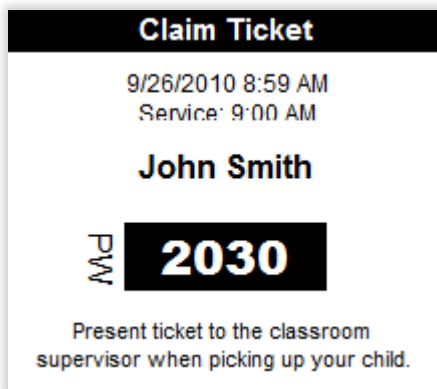 Claim Ticket
9/26/2010 8:59 AM
Service: 9:00 AM
John Smith
PW
2030
Present ticket to the classroom
supervisor when picking up your child.